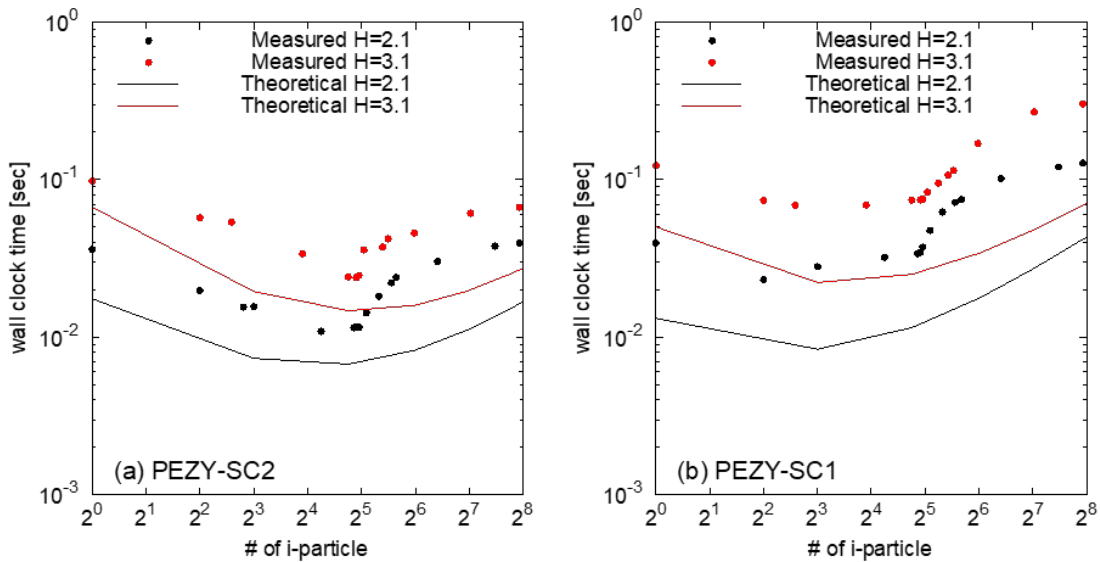 10^0
10^-1
10^-2
10^-3
wall clock time [sec]
Measured H=2.1
Measured H=3.1
Theoretical H=2.1
Theoretical H=3.1
(a) PEZY-SC2
2^0 2^1 2^2 2^3 2^4 2^5 2^6 2^7 2^8
# of i-particle
10^0
10^-1
10^-2
10^-3
wall clock time [sec]
Measured H=2.1
Measured H=3.1
Theoretical H=2.1
Theoretical H=3.1
(b) PEZY-SC1
2^0 2^1 2^2 2^3 2^4 2^5 2^6 2^7 2^8
# of i-particle